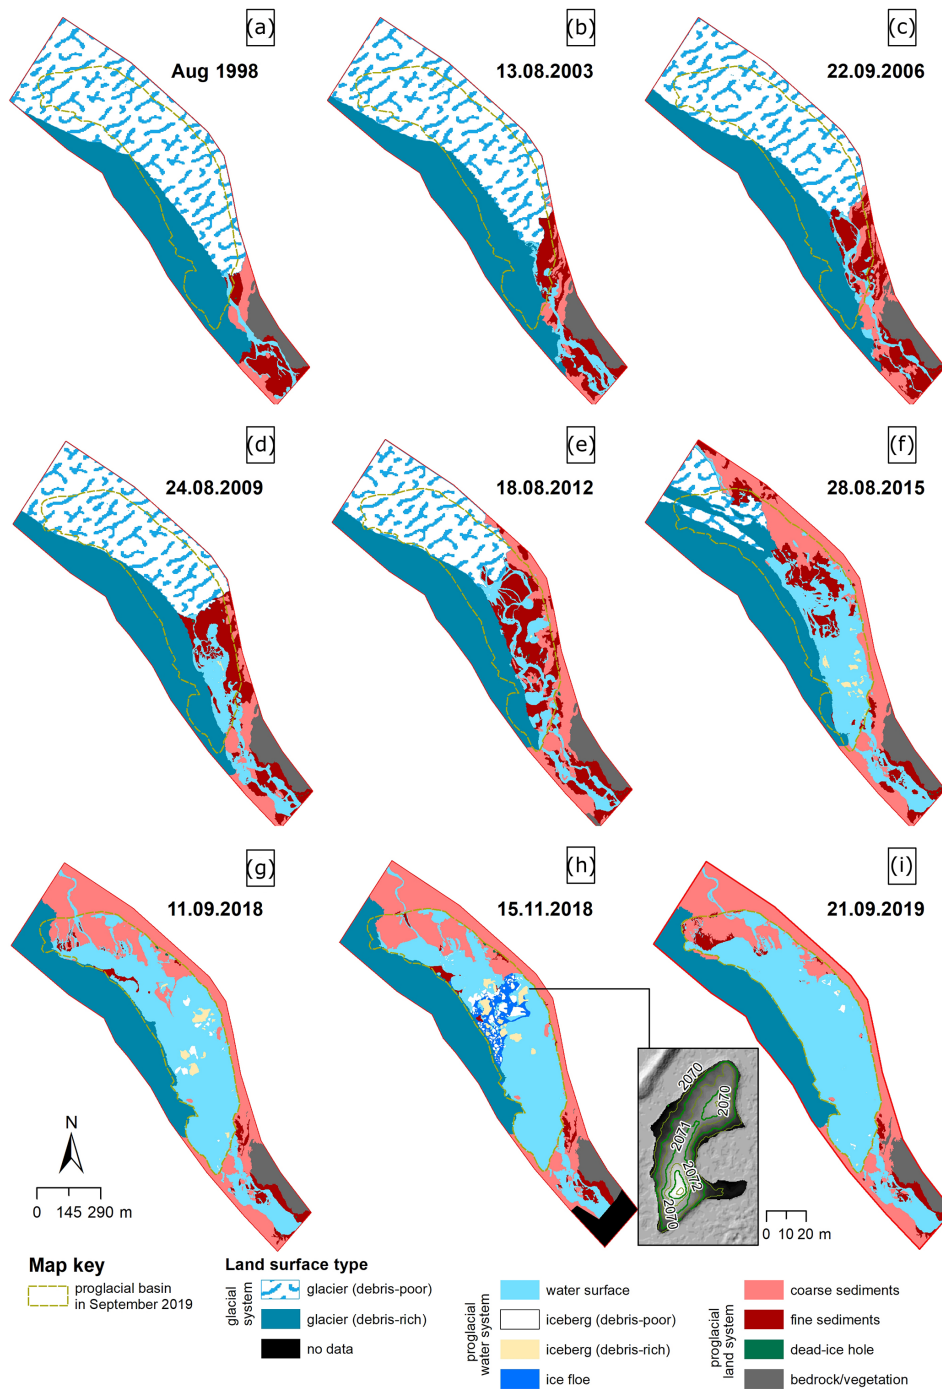 (a)
Aug 1998
(b)
13.08.2003
(c)
22.09.2006
(d)
24.08.2009
(e)
18.08.2012
(f)
28.08.2015
(g)
11.09.2018
(h)
15.11.2018
(i)
21.09.2019
2070
2070
2071
2072
2070
N
0 145 290 m
0 10 20 m
Map key
proglacial basin
in September 2019
Land surface type
glacial
system
glacier (debris-poor)
glacier (debris-rich)
no data
proglacial
water system
water surface
iceberg (debris-poor)
iceberg (debris-rich)
ice floe
proglacial
land system
coarse sediments
fine sediments
dead-ice hole
bedrock/vegetation